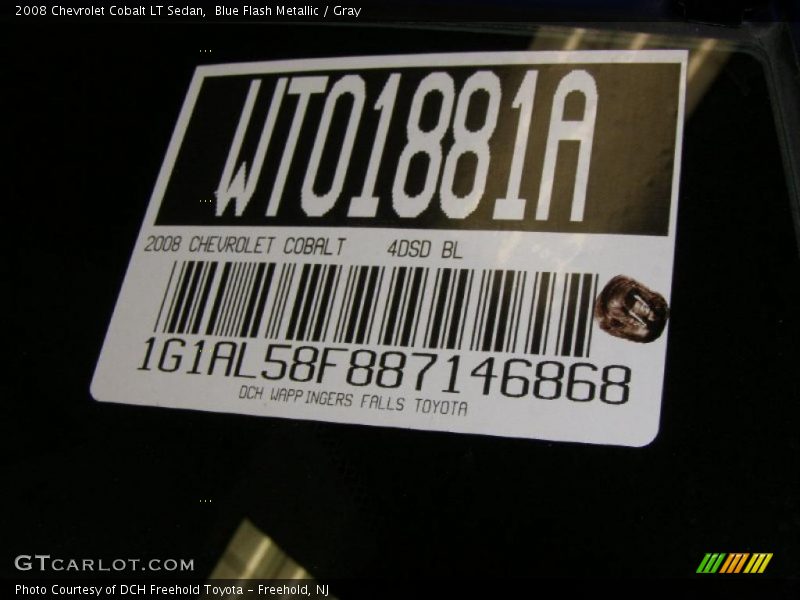 2008 Chevrolet Cobalt LT Sedan, Blue Flash Metallic / Gray
WTO1881A
2008 CHEVROLET COBALT 4DSD BL
1G1AL58F887146868
DCH WAPPINGERS FALLS TOYOTA
GTCARLOT.COM
Photo Courtesy of DCH Freehold Toyota - Freehold, NJ